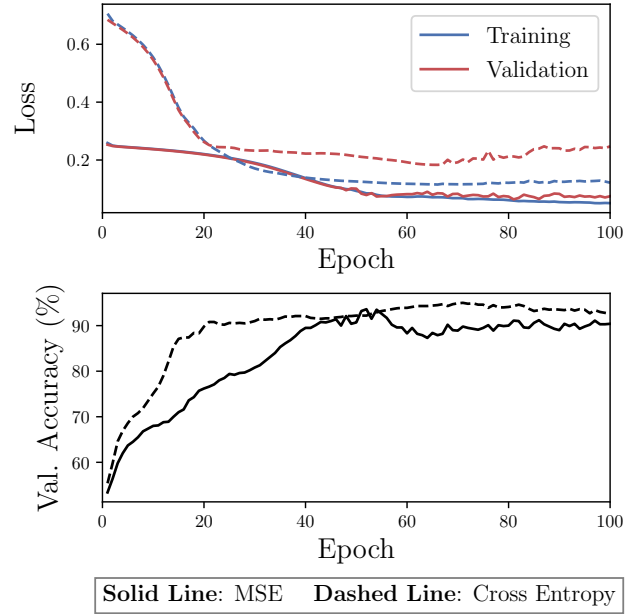 0.6
0.4
0.2
Loss
Training
Validation
0
20
40
60
80
100
Epoch
90
80
70
60
Val. Accuracy (%)
0
20
40
60
80
100
Epoch
Solid Line: MSE Dashed Line: Cross Entropy